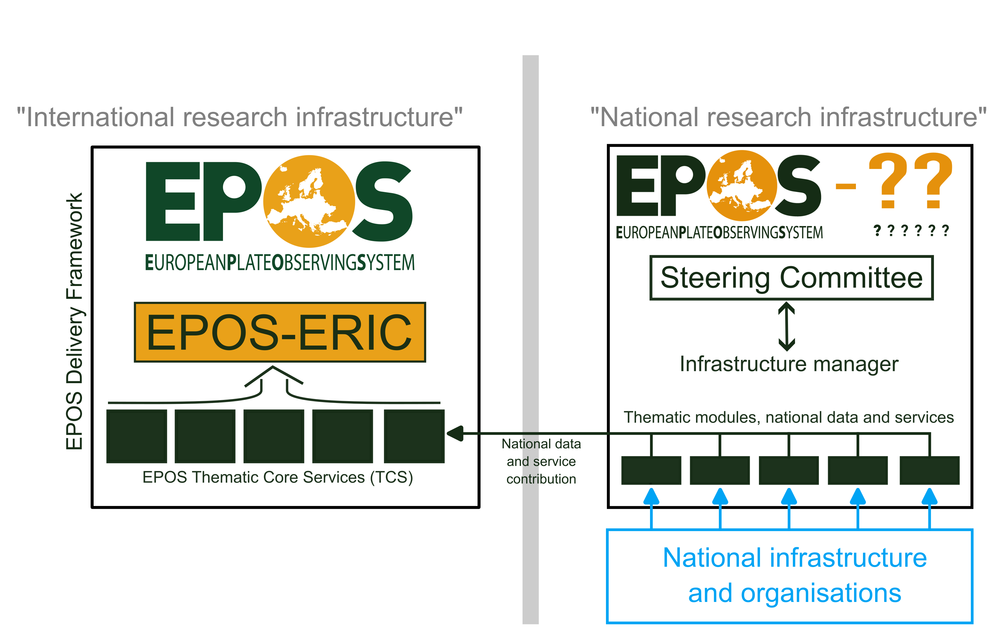 "International research infrastructure"
EPOS Delivery Framework
EPOS
EUROPEANPLATEOBSERVINGSYSTEM
EPOS-ERIC
EPOS Thematic Core Services (TCS)
National data
and service
contribution
"National research infrastructure"
EPOS - ??
EUROPEANPLATEOBSERVINGSYSTEM ? ? ? ? ? ?
Steering Committee
Infrastructure manager
Thematic modules, national data and services
National infrastructure
and organisations